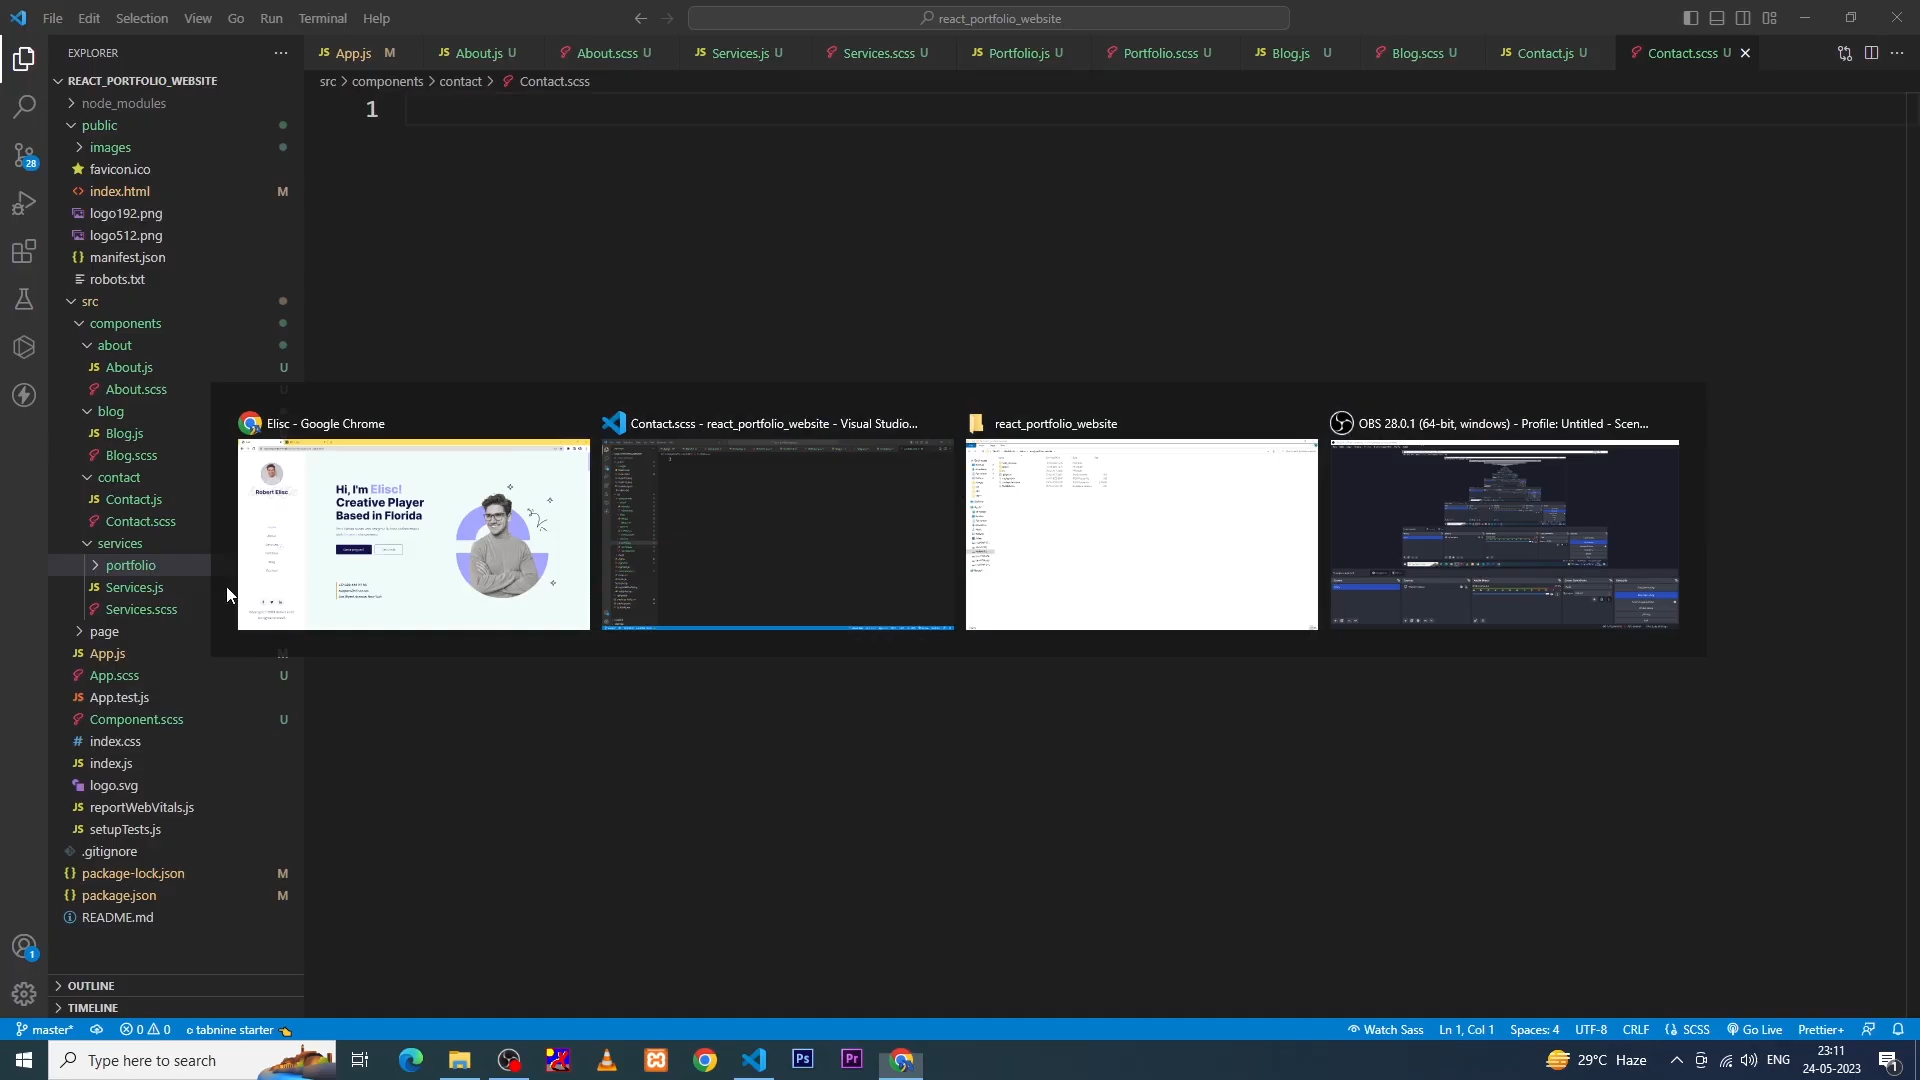 File Edit Selection View Go Run Terminal Help
react_portfolio_website
EXPLORER
App.js M
About.js U
About.scss U
Services.js U
Services.scss U
Portfolio.js U
Portfolio.scss U
Blog.js U
Blog.scss U
Contact.js U
Contact.scss U
src > components > contact > Contact.scss
1
REACT_PORTFOLIO_WEBSITE
node_modules
public
images
favicon.ico
index.html M
logo192.png
logo512.png
manifest.json
robots.txt
src
components
about
About.js U
About.scss U
blog
Blog.js
Blog.scss
contact
Contact.js
Contact.scss
services
portfolio
Services.js
Services.scss
page
App.js M
App.scss U
App.test.js
Component.scss U
index.css
index.js
logo.svg
reportWebVitals.js
setupTests.js
.gitignore
package-lock.json M
package.json M
README.md
OUTLINE
TIMELINE
28
1
Elisc - Google Chrome
Contact.scss - react_portfolio_website - Visual Studio...
react_portfolio_website
OBS 28.0.1 (64-bit, windows) - Profile: Untitled - Scen...
Robert Elisc
Hi, I'm Elisc!
Creative Player
Based in Florida
master* 0 0 tabnine starter
Watch Sass Ln 1, Col 1 Spaces: 4 UTF-8 CRLF SCSS Go Live Prettier+
Type here to search
Ps
Pr
29°C Haze
ENG
23:11
24-05-2023
1